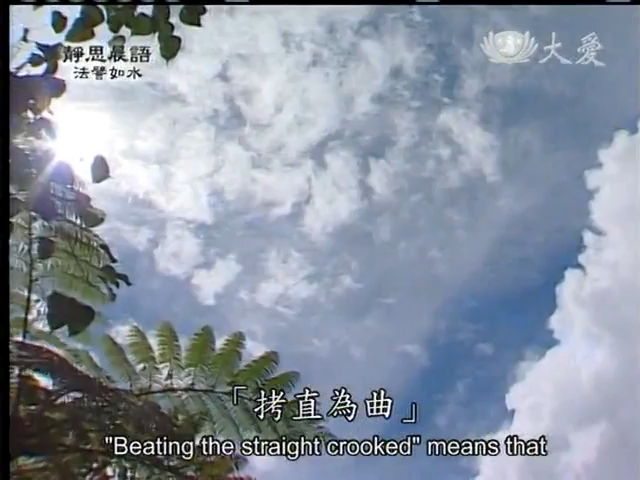 靜思晨語
法譬如水
大愛
「拷直為曲」
"Beating the straight crooked" means that